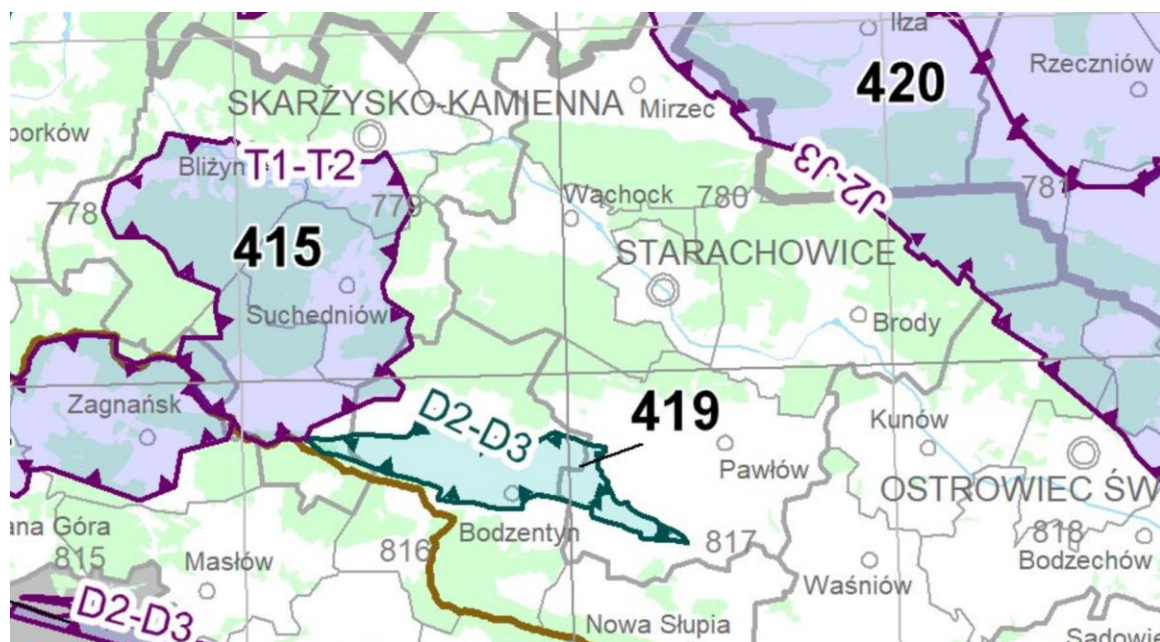 Iłża
420
Rzeczniów
SKARŻYSKO-KAMIENNA
Mirzec
porków
Bliżyn
T1-T2
J2-J3
778
779
Wąchock
780
781
415
STARACHOWICE
Suchedniów
Brody
Zagnańsk
D2-D3
419
Kunów
Pawłów
OSTROWIEC ŚW
Bodzentyn
ana Góra
815
816
817
818
Masłów
Bodzechów
Waśniów
D2-D3
Nowa Słupia
Sadowi